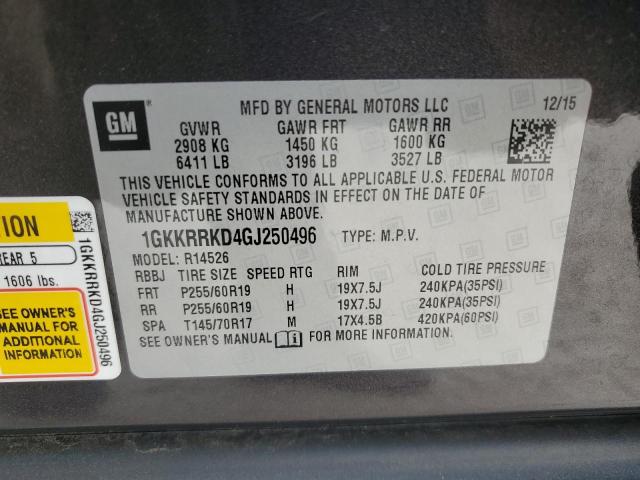 GM
MFD BY GENERAL MOTORS LLC 12/15
GVWR GAWR FRT GAWR RR
2908 KG 1450 KG 1600 KG
6411 LB 3196 LB 3527 LB
THIS VEHICLE CONFORMS TO ALL APPLICABLE U.S. FEDERAL MOTOR
VEHICLE SAFETY STANDARDS IN EFFECT ON THE DATE OF
MANUFACTURE SHOWN ABOVE.
1GKKRRKD4GJ250496 TYPE: M.P.V.
MODEL: R14526
RBBJ TIRE SIZE SPEED RTG RIM COLD TIRE PRESSURE
FRT P255/60R19 H 19X7.5J 240KPA(35PSI)
RR P255/60R19 H 19X7.5J 240KPA(35PSI)
SPA T145/70R17 M 17X4.5B 420KPA(60PSI)
SEE OWNER'S MANUAL FOR MORE INFORMATION
REAR 5
1606 lbs.
SEE OWNER'S
MANUAL FOR
ADDITIONAL
INFORMATION
1GKKRRKD4GJ250496